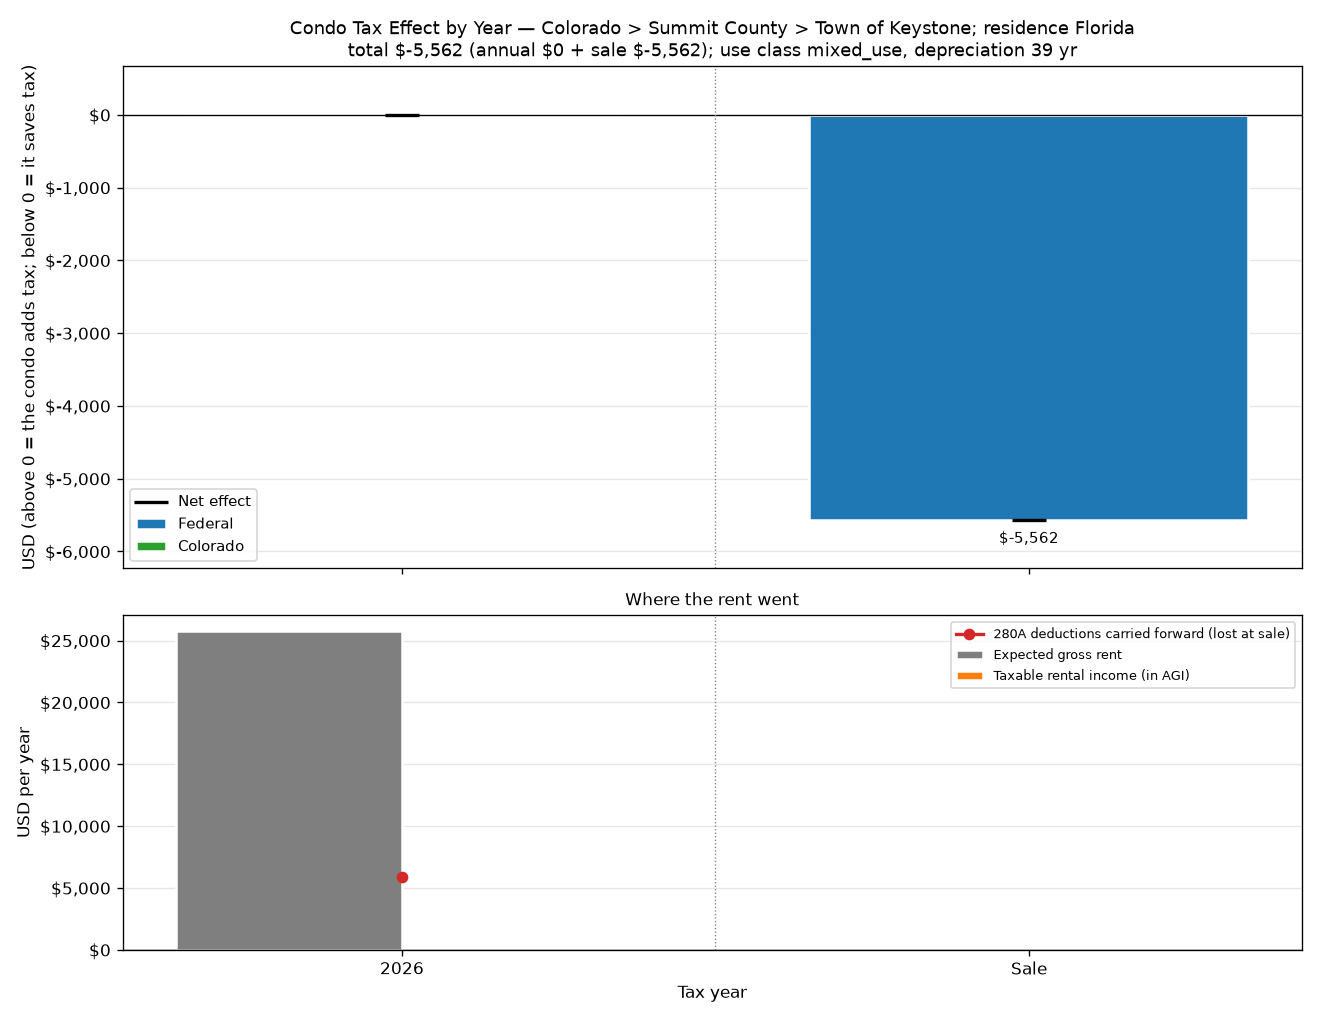 Condo Tax Effect by Year — Colorado > Summit County > Town of Keystone; residence Florida
total $-5,562 (annual $0 + sale $-5,562); use class mixed_use, depreciation 39 yr
USD (above 0 = the condo adds tax; below 0 = it saves tax)
$0
$-1,000
$-2,000
$-3,000
$-4,000
$-5,000
$-6,000
Net effect
Federal
Colorado
$-5,562
Where the rent went
USD per year
$25,000
$20,000
$15,000
$10,000
$5,000
$0
280A deductions carried forward (lost at sale)
Expected gross rent
Taxable rental income (in AGI)
2026
Sale
Tax year